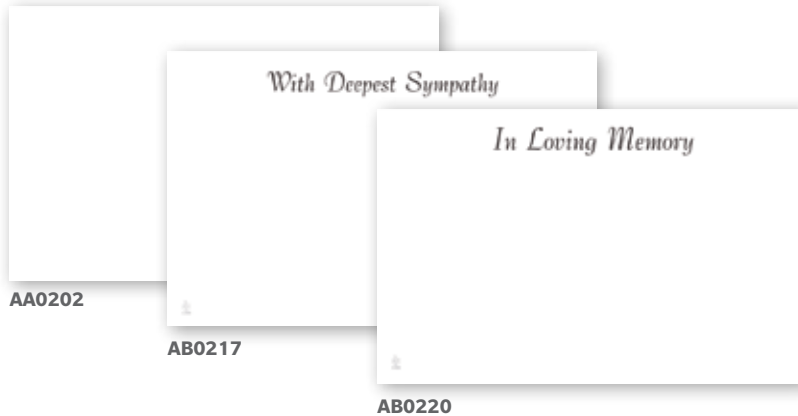 With Deepest Sympathy
In Loving Memory
AA0202
AB0217
AB0220